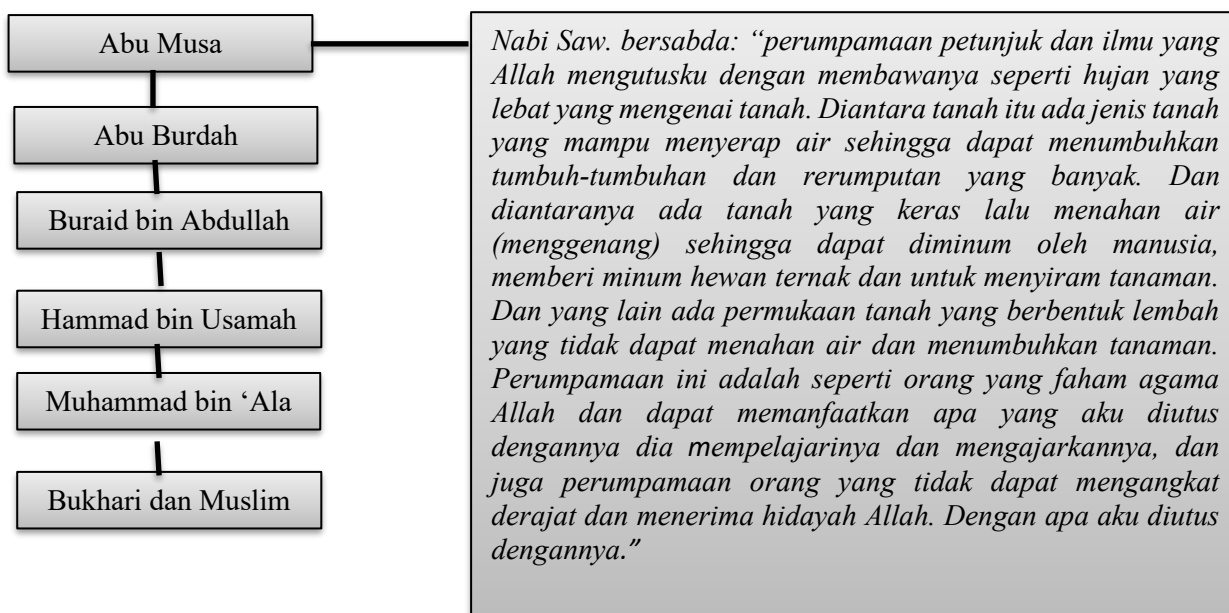 Abu Musa
Abu Burdah
Buraid bin Abdullah
Hammad bin Usamah
Muhammad bin ‘Ala
Bukhari dan Muslim
Nabi Saw. bersabda: “perumpamaan petunjuk dan ilmu yang
Allah mengutusku dengan membawanya seperti hujan yang
lebat yang mengenai tanah. Diantara tanah itu ada jenis tanah
yang mampu menyerap air sehingga dapat menumbuhkan
tumbuh-tumbuhan dan rerumputan yang banyak. Dan
diantaranya ada tanah yang keras lalu menahan air
(menggenang) sehingga dapat diminum oleh manusia,
memberi minum hewan ternak dan untuk menyiram tanaman.
Dan yang lain ada permukaan tanah yang berbentuk lembah
yang tidak dapat menahan air dan menumbuhkan tanaman.
Perumpamaan ini adalah seperti orang yang faham agama
Allah dan dapat memanfaatkan apa yang aku diutus
dengannya dia mempelajarinya dan mengajarkannya, dan
juga perumpamaan orang yang tidak dapat mengangkat
derajat dan menerima hidayah Allah. Dengan apa aku diutus
dengannya.”